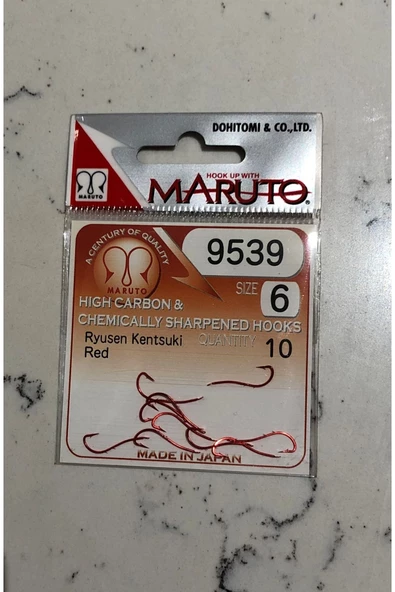 DOHITOMI & CO.,LTD.
HOOK UP WITH
MARUTO®
MARUTO
A CENTURY OF QUALITY
9539
MARUTO
SIZE 6
HIGH CARBON &
CHEMICALLY SHARPENED HOOKS
Ryusen Kentsuki QUANTITY 10
Red
MADE IN JAPAN